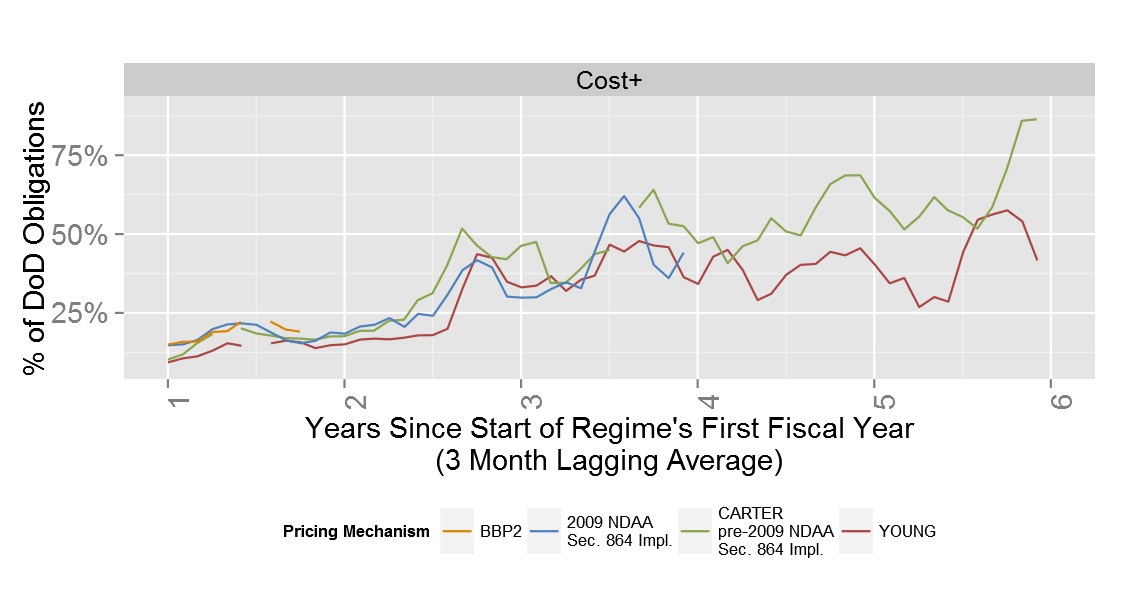 Cost+
% of DoD Obligations
75%
50%
25%
1 2 3 4 5 6
Years Since Start of Regime's First Fiscal Year
(3 Month Lagging Average)
Pricing Mechanism
BBP2
2009 NDAA
Sec. 864 Impl.
CARTER
pre-2009 NDAA
Sec. 864 Impl.
YOUNG